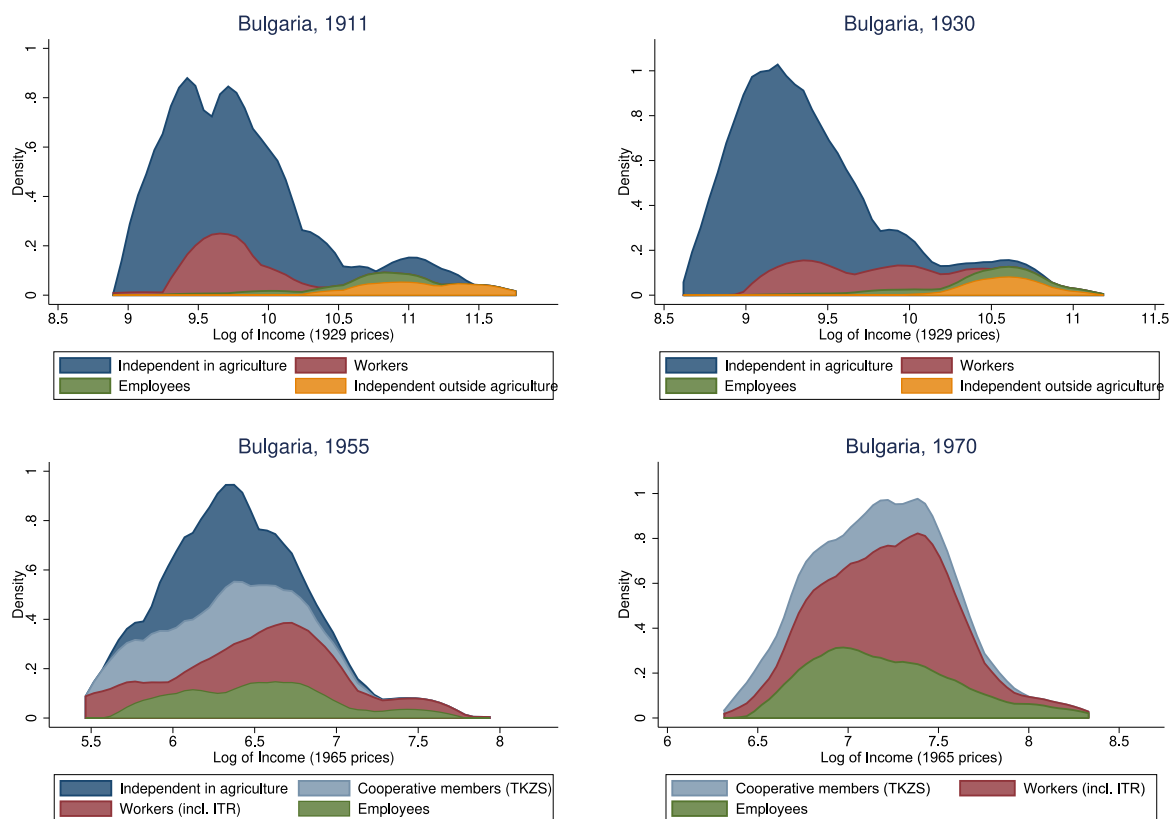 Bulgaria, 1911
Density
0 .2 .4 .6 .8 1
8.5 9 9.5 10 10.5 11 11.5
Log of Income (1929 prices)
Independent in agriculture Workers
Employees Independent outside agriculture
Bulgaria, 1930
Density
0 .2 .4 .6 .8 1
8.5 9 9.5 10 10.5 11 11.5
Log of Income (1929 prices)
Independent in agriculture Workers
Employees Independent outside agriculture
Bulgaria, 1955
Density
0 .2 .4 .6 .8 1
5.5 6 6.5 7 7.5 8
Log of Income (1965 prices)
Independent in agriculture Cooperative members (TKZS)
Workers (incl. ITR) Employees
Bulgaria, 1970
Density
0 .2 .4 .6 .8 1
6 6.5 7 7.5 8 8.5
Log of Income (1965 prices)
Cooperative members (TKZS) Workers (incl. ITR)
Employees